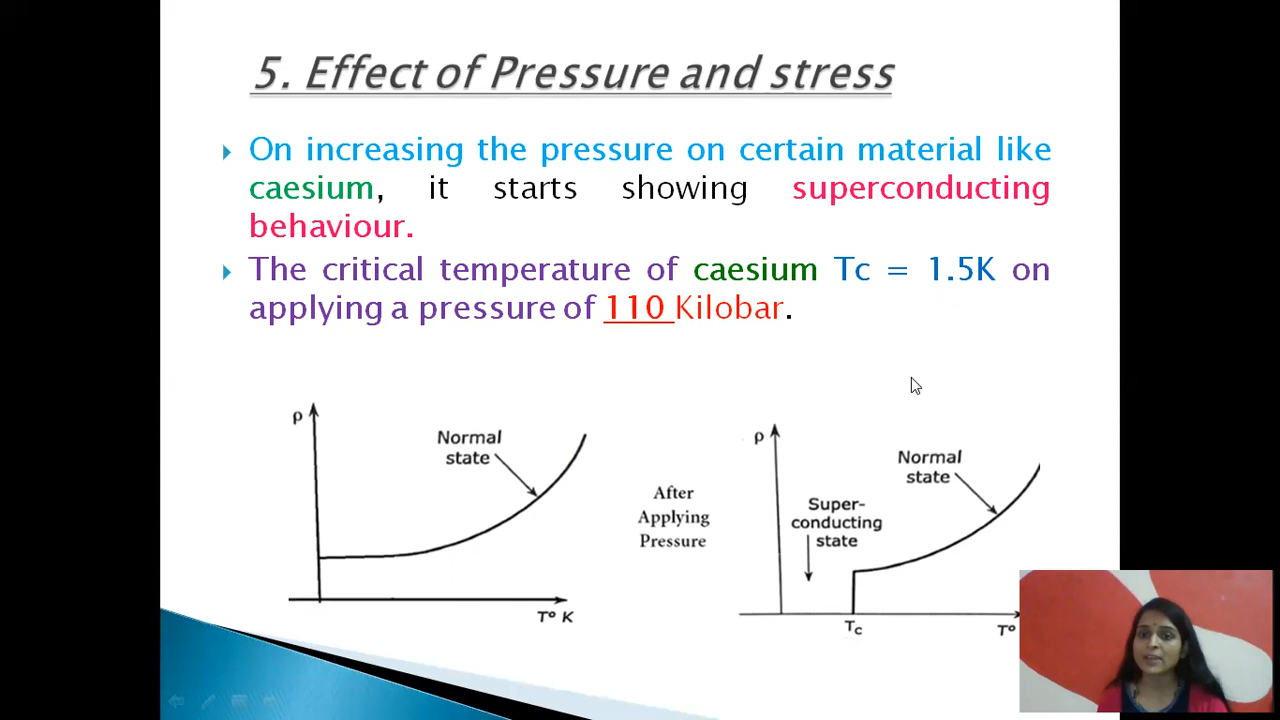 5. Effect of Pressure and stress
On increasing the pressure on certain material like
caesium, it starts showing superconducting
behaviour.
The critical temperature of caesium Tc = 1.5K on
applying a pressure of 110 Kilobar.
ρ
Normal
state
T° K
After
Applying
Pressure
ρ
Normal
state
Super-
conducting
state
Tc
T°